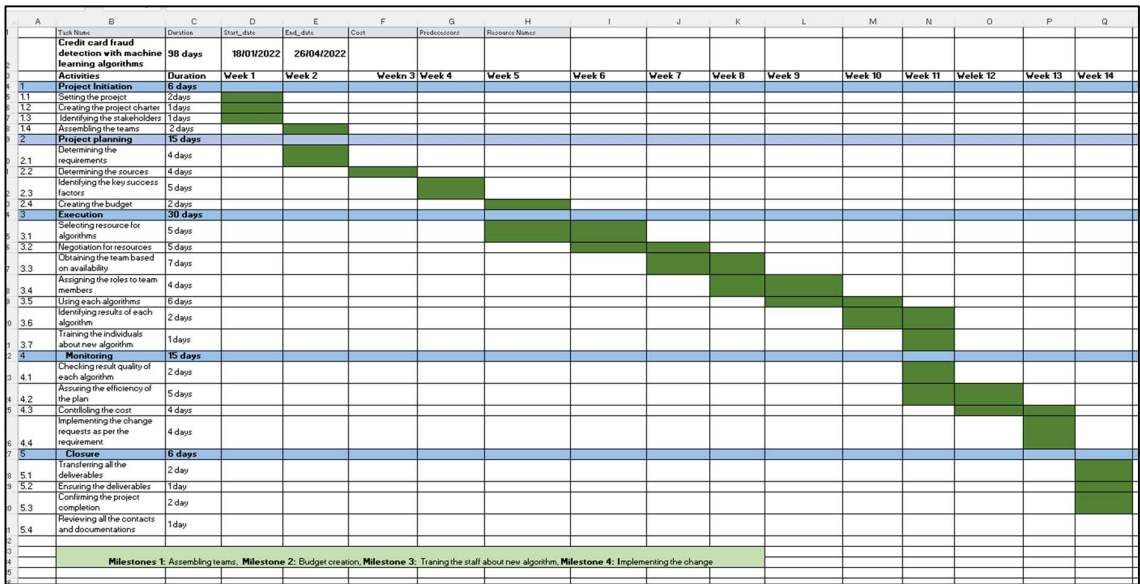 A B C D E F G H I J K L M N O P Q
1 Task Name Duration Start_date End_date Cost Predecessors Resource Names
Credit card fraud
detection with machine 98 days 18/01/2022 26/04/2022
learning algorithms
Activities Duration Week 1 Week 2 Weekn 3 Week 4 Week 5 Week 6 Week 7 Week 8 Week 9 Week 10 Week 11 Welek 12 Week 13 Week 14
1 Project Initiation 6 days
1.1 Setting the proejct 2days
1.2 Creating the project charter 1days
1.3 Identifying the stakeholders 1days
1.4 Assembling the teams 2 days
2 Project planning 15 days
Determining the
2.1 requirements 4 days
2.2 Determining the sources 4 days
Identifying the key success
2.3 factors 5 days
2.4 Creating the budget 2 days
3 Execution 30 days
Selecting resource for
3.1 algorithms 5 days
3.2 Negotiation for resources 5 days
Obtaining the team based
3.3 on availability 7 days
Assigning the roles to team
3.4 members 4 days
3.5 Using each algorithms 6 days
Identifying results of each
3.6 algorithm 2 days
Training the individuals
3.7 about new algorithm 1days
4 Monitoring 15 days
Checking result quality of
4.1 each algorithm 2 days
Assuring the efficiency of
4.2 the plan 5 days
4.3 Contrlloling the cost 4 days
Implementing the change
requests as per the
4.4 requirement 4 days
5 Closure 6 days
Transferring all the
5.1 deliverables 2 day
5.2 Ensuring the deliverables 1day
Confirming the project
5.3 completion 2 day
Reviewing all the contacts
5.4 and documentations 1day
Milestones 1: Assembling teams, Milestone 2: Budget creation, Milestone 3: Traning the staff about new algorithm, Milestone 4: Implementing the change